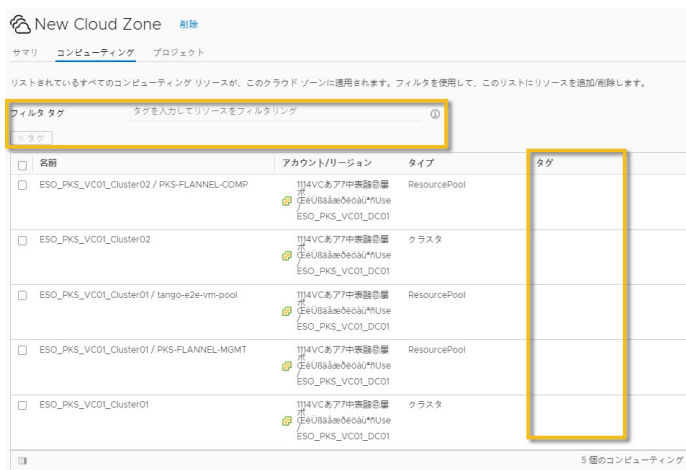 New Cloud Zone 削除
サマリ コンピューティング プロジェクト
リストされているすべてのコンピューティング リソースが、このクラウド ゾーンに適用されます。フィルタを使用して、このリストにリソースを追加/削除します。
フィルタ タグ タグを入力してリソースをフィルタリング
タグ
名前 アカウント/リージョン タイプ タグ
ESO_PKS_VC01_Cluster02 / PKS-FLANNEL-COMP ResourcePool
/
ESO_PKS_VC01_DC01
ESO_PKS_VC01_Cluster02 クラスタ
/
ESO_PKS_VC01_DC01
ESO_PKS_VC01_Cluster01 / tango-e2e-vm-pool ResourcePool
/
ESO_PKS_VC01_DC01
ESO_PKS_VC01_Cluster01 / PKS-FLANNEL-MGMT ResourcePool
/
ESO_PKS_VC01_DC01
ESO_PKS_VC01_Cluster01 クラスタ
/
ESO_PKS_VC01_DC01
5 個のコンピューティング